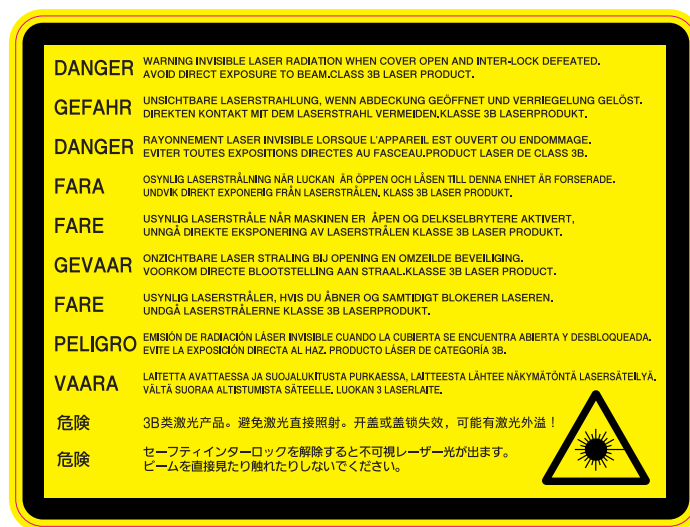 DANGER WARNING INVISIBLE LASER RADIATION WHEN COVER OPEN AND INTER-LOCK DEFEATED.
AVOID DIRECT EXPOSURE TO BEAM.CLASS 3B LASER PRODUCT.
GEFAHR UNSICHTBARE LASERSTRAHLUNG, WENN ABDECKUNG GEÖFFNET UND VERRIEGELUNG GELÖST.
DIREKTEN KONTAKT MIT DEM LASERSTRAHL VERMEIDEN.KLASSE 3B LASERPRODUKT.
DANGER RAYONNEMENT LASER INVISIBLE LORSQUE L'APPAREIL EST OUVERT OU ENDOMMAGE.
EVITER TOUTES EXPOSITIONS DIRECTES AU FASCEAU.PRODUCT LASER DE CLASS 3B.
FARA OSYNLIG LASERSTRÅLNING NÄR LUCKAN ÄR ÖPPEN OCH LÅSEN TILL DENNA ENHET ÄR FORSERADE.
UNDVIK DIREKT EXPONERIG FRÅN LASERSTRÅLEN. KLASS 3B LASER PRODUKT.
FARE USYNLIG LASERSTRÅLE NÅR MASKINEN ER ÅPEN OG DELKSELBRYTERE AKTIVERT,
UNNGÅ DIREKTE EKSPONERING AV LASERSTRÅLEN KLASSE 3B LASER PRODUKT.
GEVAAR ONZICHTBARE LASER STRALING BIJ OPENING EN OMZEILDE BEVEILIGING.
VOORKOM DIRECTE BLOOTSTELLING AAN STRAAL.KLASSE 3B LASER PRODUCT.
FARE USYNLIG LASERSTRÅLER, HVIS DU ÅBNER OG SAMTIDIGT BLOKERER LASEREN.
UNDGÅ LASERSTRÅLERNE KLASSE 3B LASERPRODUKT.
PELIGRO EMISIÓN DE RADIACIÓN LÁSER INVISIBLE CUANDO LA CUBIERTA SE ENCUENTRA ABIERTA Y DESBLOQUEADA.
EVITE LA EXPOSICIÓN DIRECTA AL HAZ. PRODUCTO LÁSER DE CATEGORÍA 3B.
VAARA LAITETTA AVATTAESSA JA SUOJALUKITUSTA PURKAESSA, LAITTEESTA LÄHTEE NÄKYMÄTÖNTÄ LASERSÄTEILYÄ.
VÄLTÄ SUORAA ALTISTUMISTA SÄTEELLE. LUOKAN 3 LASERLAITE.
危険 3B类激光产品。避免激光直接照射。开盖或盖锁失效，可能有激光外溢！
危険 セーフティインターロックを解除すると不可視レーザー光が出ます。
ビームを直接見たり触れたりしないでください。